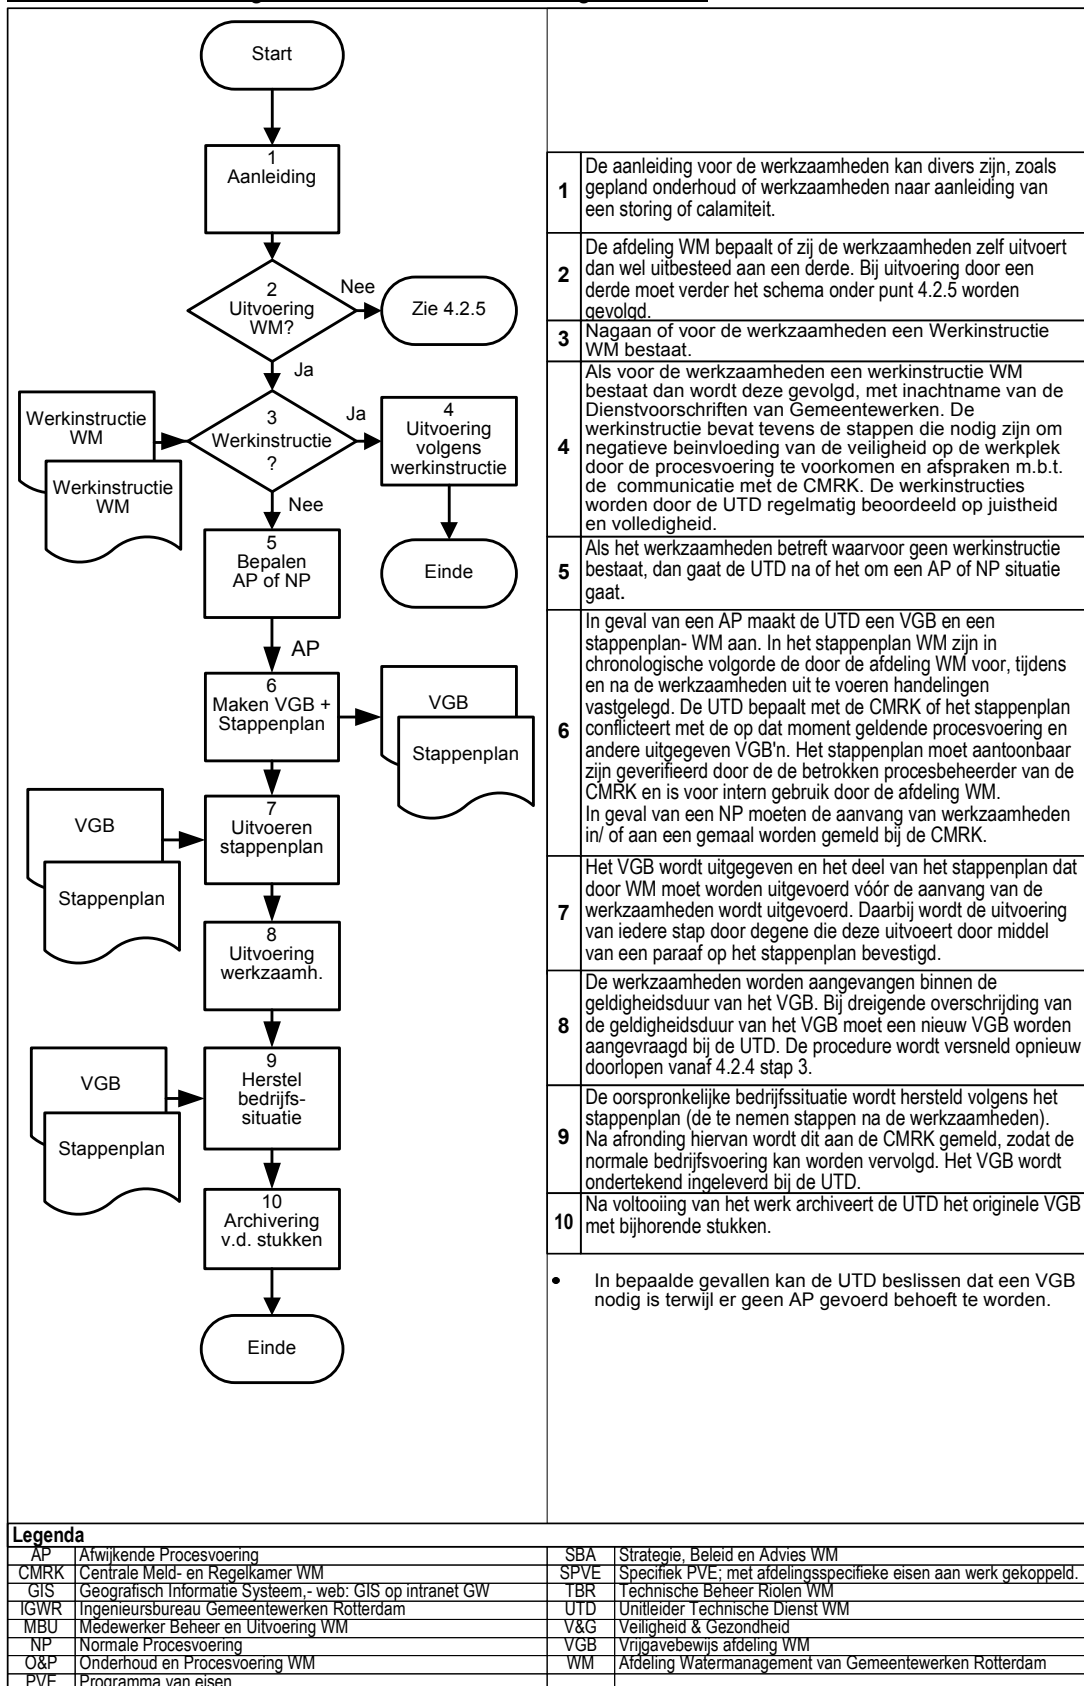 Start
1
Aanleiding
2
Uitvoering
WM?
Nee
Zie 4.2.5
Ja
Werkinstructie
WM
Werkinstructie
WM
3
Werkinstructie
?
Ja
4
Uitvoering
volgens
werkinstructie
Einde
Nee
5
Bepalen
AP of NP
AP
6
Maken VGB +
Stappenplan
VGB
Stappenplan
VGB
Stappenplan
7
Uitvoeren
stappenplan
8
Uitvoering
werkzaamh.
VGB
Stappenplan
9
Herstel
bedrijfs-
situatie
10
Archivering
v.d. stukken
Einde
1 De aanleiding voor de werkzaamheden kan divers zijn, zoals
gepland onderhoud of werkzaamheden naar aanleiding van
een storing of calamiteit.
2 De afdeling WM bepaalt of zij de werkzaamheden zelf uitvoert
dan wel uitbesteed aan een derde. Bij uitvoering door een
derde moet verder het schema onder punt 4.2.5 worden
gevolgd.
3 Nagaan of voor de werkzaamheden een Werkinstructie
WM bestaat.
4 Als voor de werkzaamheden een werkinstructie WM
bestaat dan wordt deze gevolgd, met inachtname van de
Dienstvoorschriften van Gemeentewerken. De
werkinstructie bevat tevens de stappen die nodig zijn om
negatieve beinvloeding van de veiligheid op de werkplek
door de procesvoering te voorkomen en afspraken m.b.t.
de communicatie met de CMRK. De werkinstructies
worden door de UTD regelmatig beoordeeld op juistheid
en volledigheid.
5 Als het werkzaamheden betreft waarvoor geen werkinstructie
bestaat, dan gaat de UTD na of het om een AP of NP situatie
gaat.
6 In geval van een AP maakt de UTD een VGB en een
stappenplan- WM aan. In het stappenplan WM zijn in
chronologische volgorde de door de afdeling WM voor, tijdens
en na de werkzaamheden uit te voeren handelingen
vastgelegd. De UTD bepaalt met de CMRK of het stappenplan
conflicteert met de op dat moment geldende procesvoering en
andere uitgegeven VGB'n. Het stappenplan moet aantoonbaar
zijn geverifieerd door de de betrokken procesbeheerder van de
CMRK en is voor intern gebruik door de afdeling WM.
In geval van een NP moeten de aanvang van werkzaamheden
in/ of aan een gemaal worden gemeld bij de CMRK.
7 Het VGB wordt uitgegeven en het deel van het stappenplan dat
door WM moet worden uitgevoerd vóór de aanvang van de
werkzaamheden wordt uitgevoerd. Daarbij wordt de uitvoering
van iedere stap door degene die deze uitvoert door middel
van een paraaf op het stappenplan bevestigd.
8 De werkzaamheden worden aangevangen binnen de
geldigheidsduur van het VGB. Bij dreigende overschrijding van
de geldigheidsduur van het VGB moet een nieuw VGB worden
aangevraagd bij de UTD. De procedure wordt versneld opnieuw
doorlopen vanaf 4.2.4 stap 3.
9 De oorspronkelijke bedrijfssituatie wordt hersteld volgens het
stappenplan (de te nemen stappen na de werkzaamheden).
Na afronding hiervan wordt dit aan de CMRK gemeld, zodat de
normale bedrijfsvoering kan worden vervolgd. Het VGB wordt
ondertekend ingeleverd bij de UTD.
10 Na voltooiing van het werk archiveert de UTD het originele VGB
met bijhorende stukken.
• In bepaalde gevallen kan de UTD beslissen dat een VGB
nodig is terwijl er geen AP gevoerd behoeft te worden.
Legenda
AP Afwijkende Procesvoering
CMRK Centrale Meld- en Regelkamer WM
GIS Geografisch Informatie Systeem,- web: GIS op intranet GW
IGWR Ingenieursbureau Gemeentewerken Rotterdam
MBU Medewerker Beheer en Uitvoering WM
NP Normale Procesvoering
O&P Onderhoud en Procesvoering WM
PVE Programma van eisen
SBA Strategie, Beleid en Advies WM
SPVE Specifiek PVE; met afdelingsspecifieke eisen aan werk gekoppeld.
TBR Technische Beheer Riolen WM
UTD Unitleider Technische Dienst WM
V&G Veiligheid & Gezondheid
VGB Vrijgavebewijs afdeling WM
WM Afdeling Watermanagement van Gemeentewerken Rotterdam